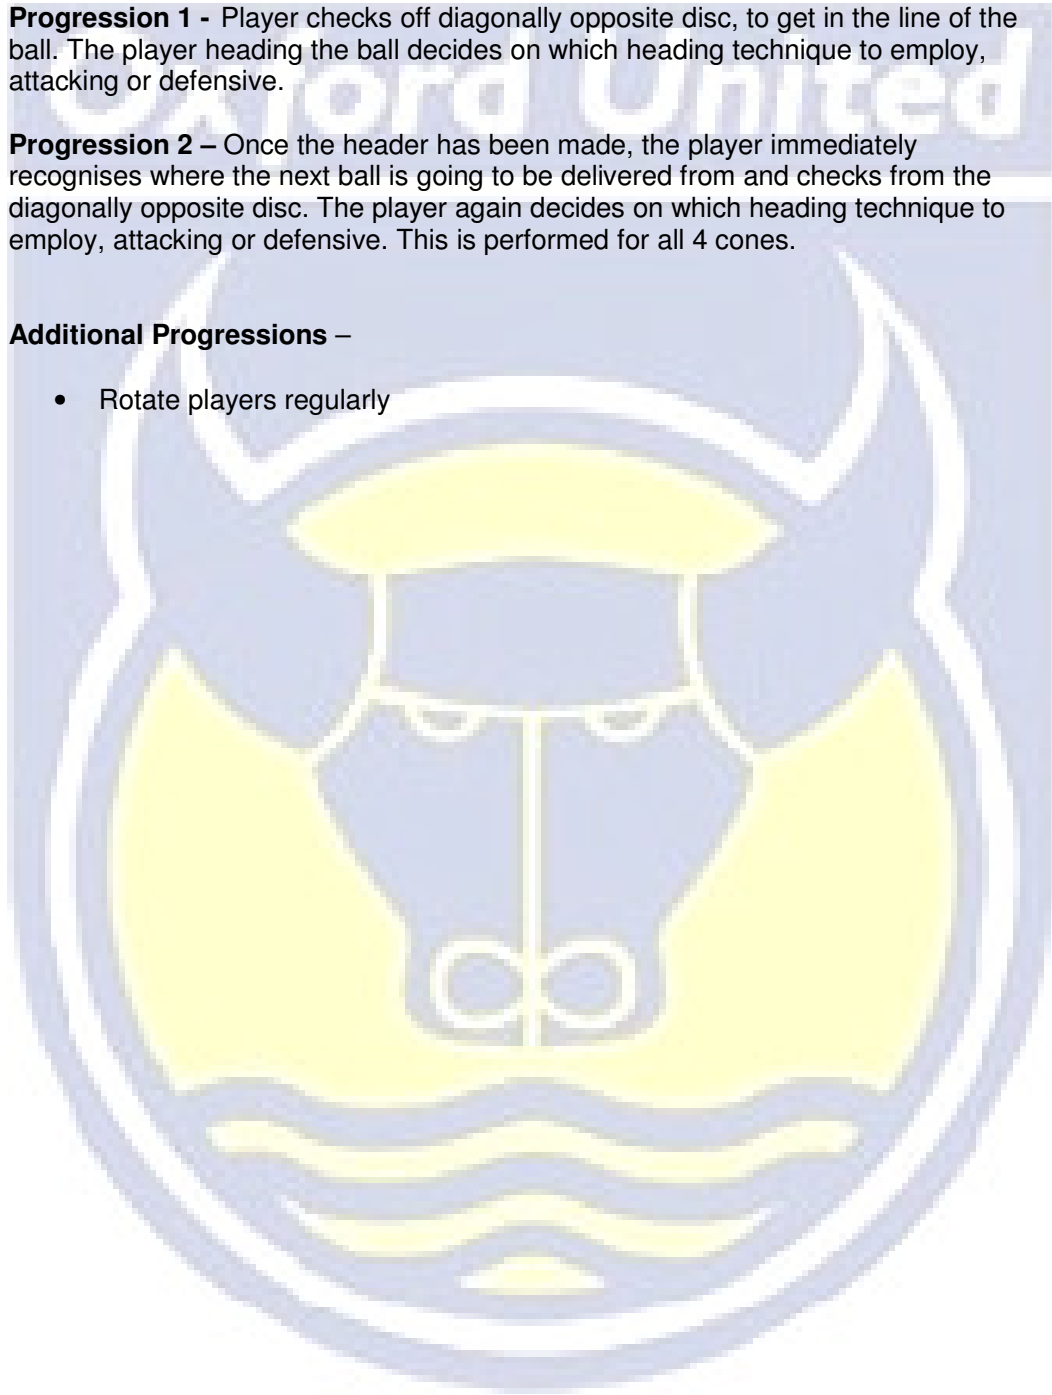 Oxford United
Progression 1 - Player checks off diagonally opposite disc, to get in the line of the
ball. The player heading the ball decides on which heading technique to employ,
attacking or defensive.
Progression 2 – Once the header has been made, the player immediately
recognises where the next ball is going to be delivered from and checks from the
diagonally opposite disc. The player again decides on which heading technique to
employ, attacking or defensive. This is performed for all 4 cones.
Additional Progressions –
• Rotate players regularly